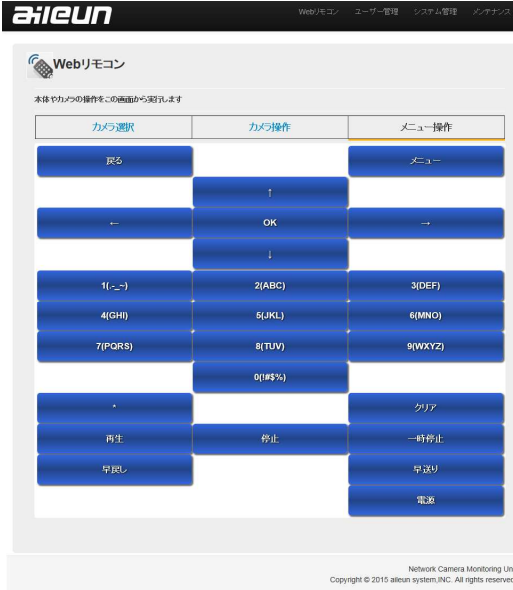 aileun
Webリモコン ユーザー管理 システム管理 メンテナンス
Webリモコン
本体やカメラの操作をこの画面から実行します
カメラ選択 カメラ操作 メニュー操作
戻る メニュー
↑
← OK →
↓
1(.-_~) 2(ABC) 3(DEF)
4(GHI) 5(JKL) 6(MNO)
7(PQRS) 8(TUV) 9(WXYZ)
0(!#$%)
* クリア
再生 停止 一時停止
早戻し 早送り
電源
Network Camera Monitoring Un
Copyright © 2015 aileun system,INC. All rights reserved